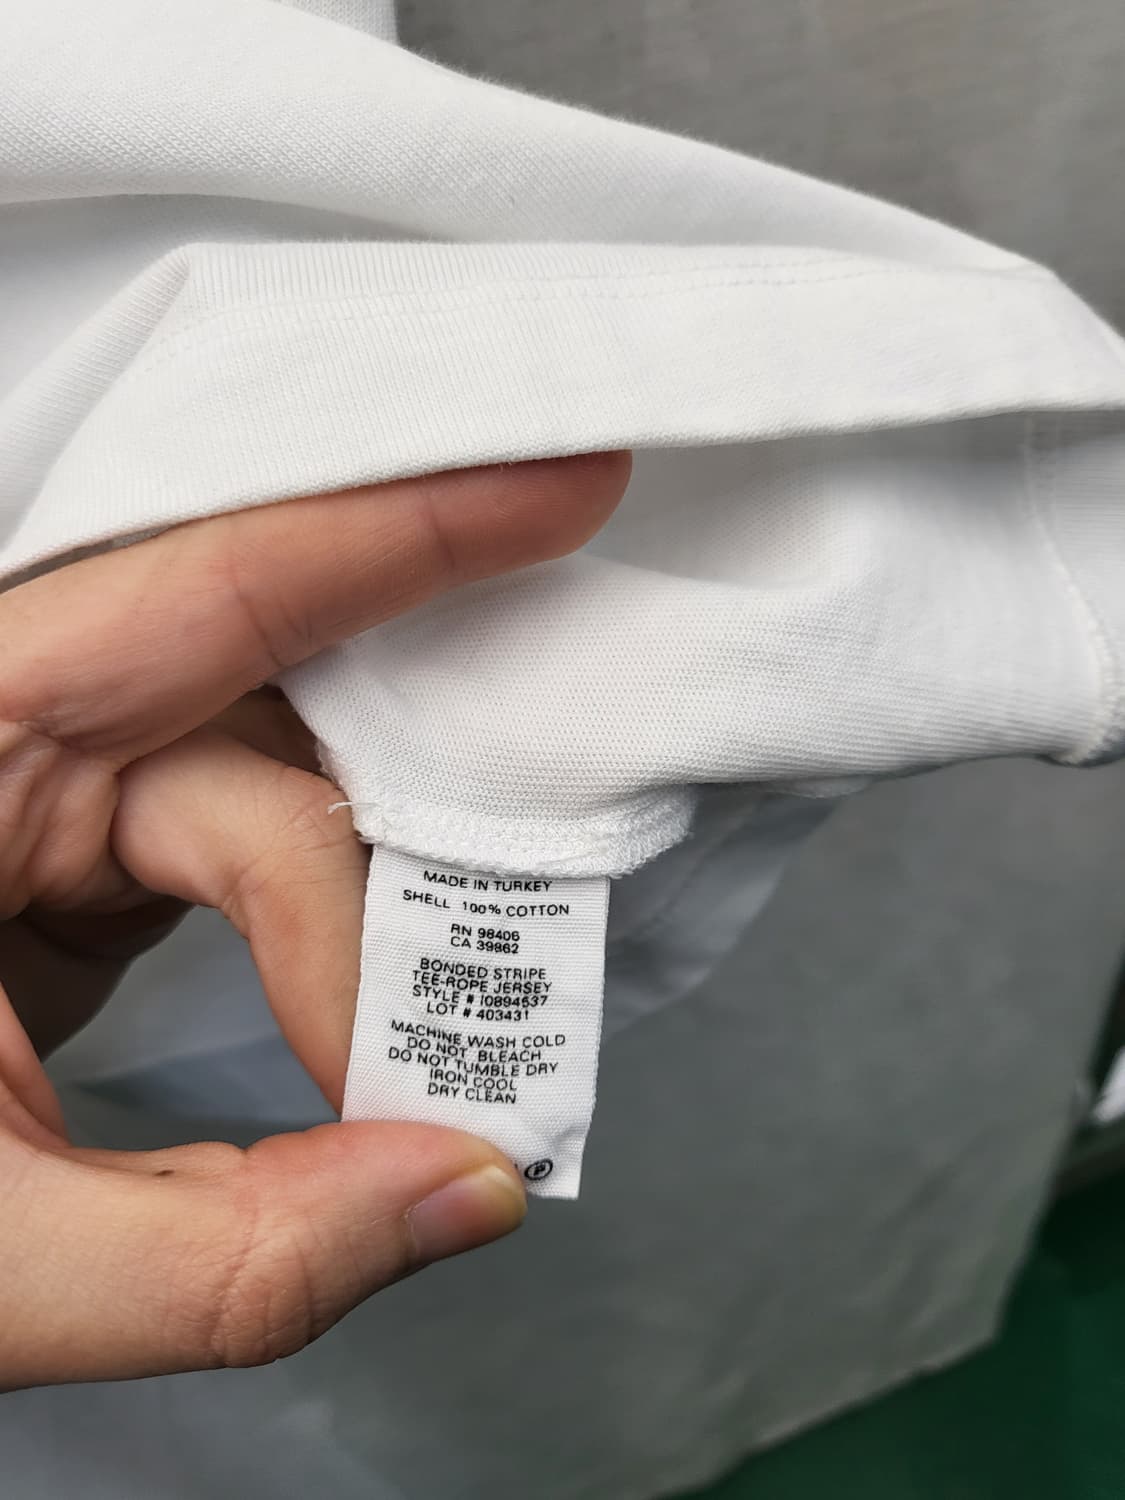 MADE IN TURKEY
SHELL 100% COTTON
RN 98406
CA 39862
BONDED STRIPE
TEE-ROPE JERSEY
STYLE # 10894537
LOT # 403431
MACHINE WASH COLD
DO NOT BLEACH
DO NOT TUMBLE DRY
IRON COOL
DRY CLEAN
P